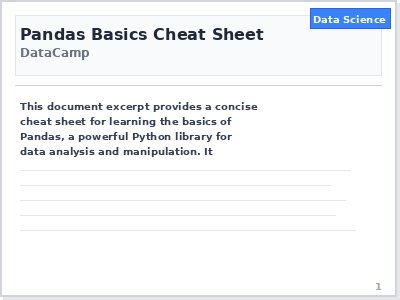 Data Science
Pandas Basics Cheat Sheet
DataCamp
This document excerpt provides a concise
cheat sheet for learning the basics of
Pandas, a powerful Python library for
data analysis and manipulation. It
1